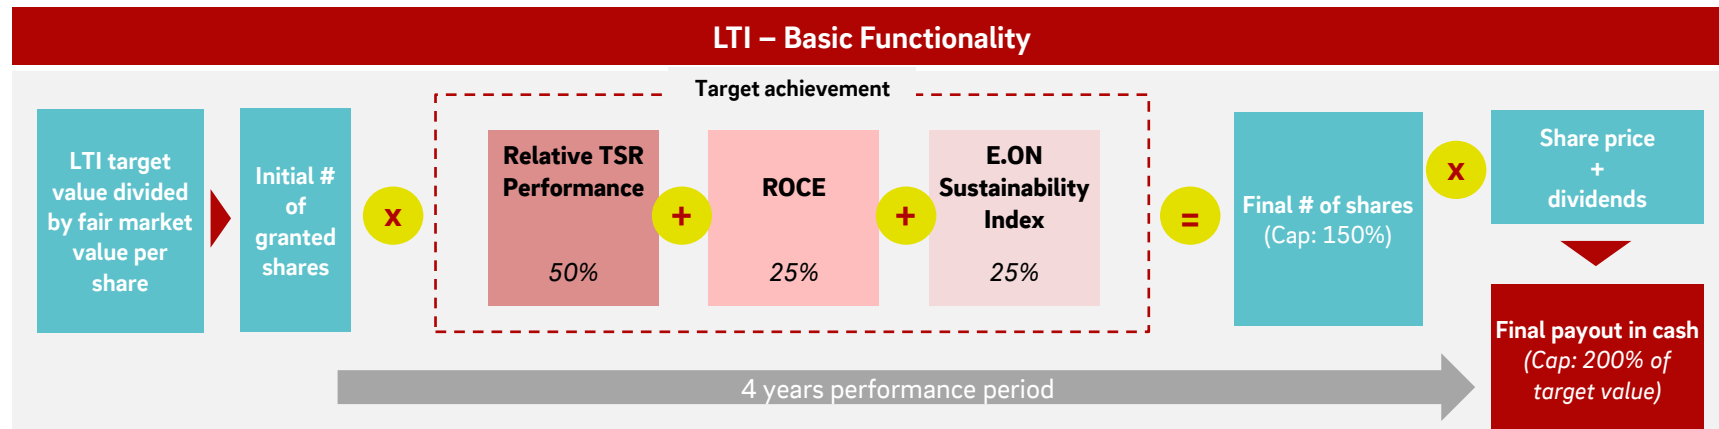 LTI – Basic Functionality
Target achievement
LTI target
value divided
by fair market
value per
share
Initial #
of
granted
shares
x
Relative TSR
Performance
50%
+
ROCE
25%
+
E.ON
Sustainability
Index
25%
=
Final # of shares
(Cap: 150%)
x
Share price
+
dividends
Final payout in cash
(Cap: 200% of
target value)
4 years performance period